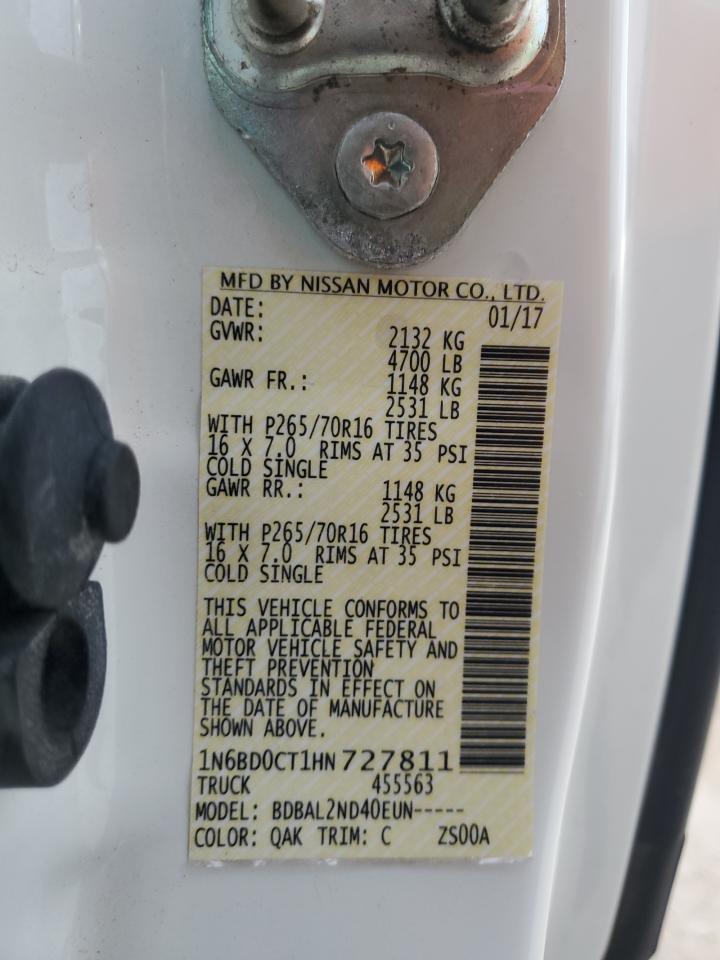 MFD BY NISSAN MOTOR CO., LTD.
DATE: 01/17
GVWR: 2132 KG
4700 LB
GAWR FR.: 1148 KG
2531 LB
WITH P265/70R16 TIRES
16 X 7.0 RIMS AT 35 PSI
COLD SINGLE
GAWR RR.: 1148 KG
2531 LB
WITH P265/70R16 TIRES
16 X 7.0 RIMS AT 35 PSI
COLD SINGLE
THIS VEHICLE CONFORMS TO
ALL APPLICABLE FEDERAL
MOTOR VEHICLE SAFETY AND
THEFT PREVENTION
STANDARDS IN EFFECT ON
THE DATE OF MANUFACTURE
SHOWN ABOVE.
1N6BD0CT1HN727811
TRUCK 455563
MODEL: BDBAL2ND40EUN-----
COLOR: QAK TRIM: C ZS00A